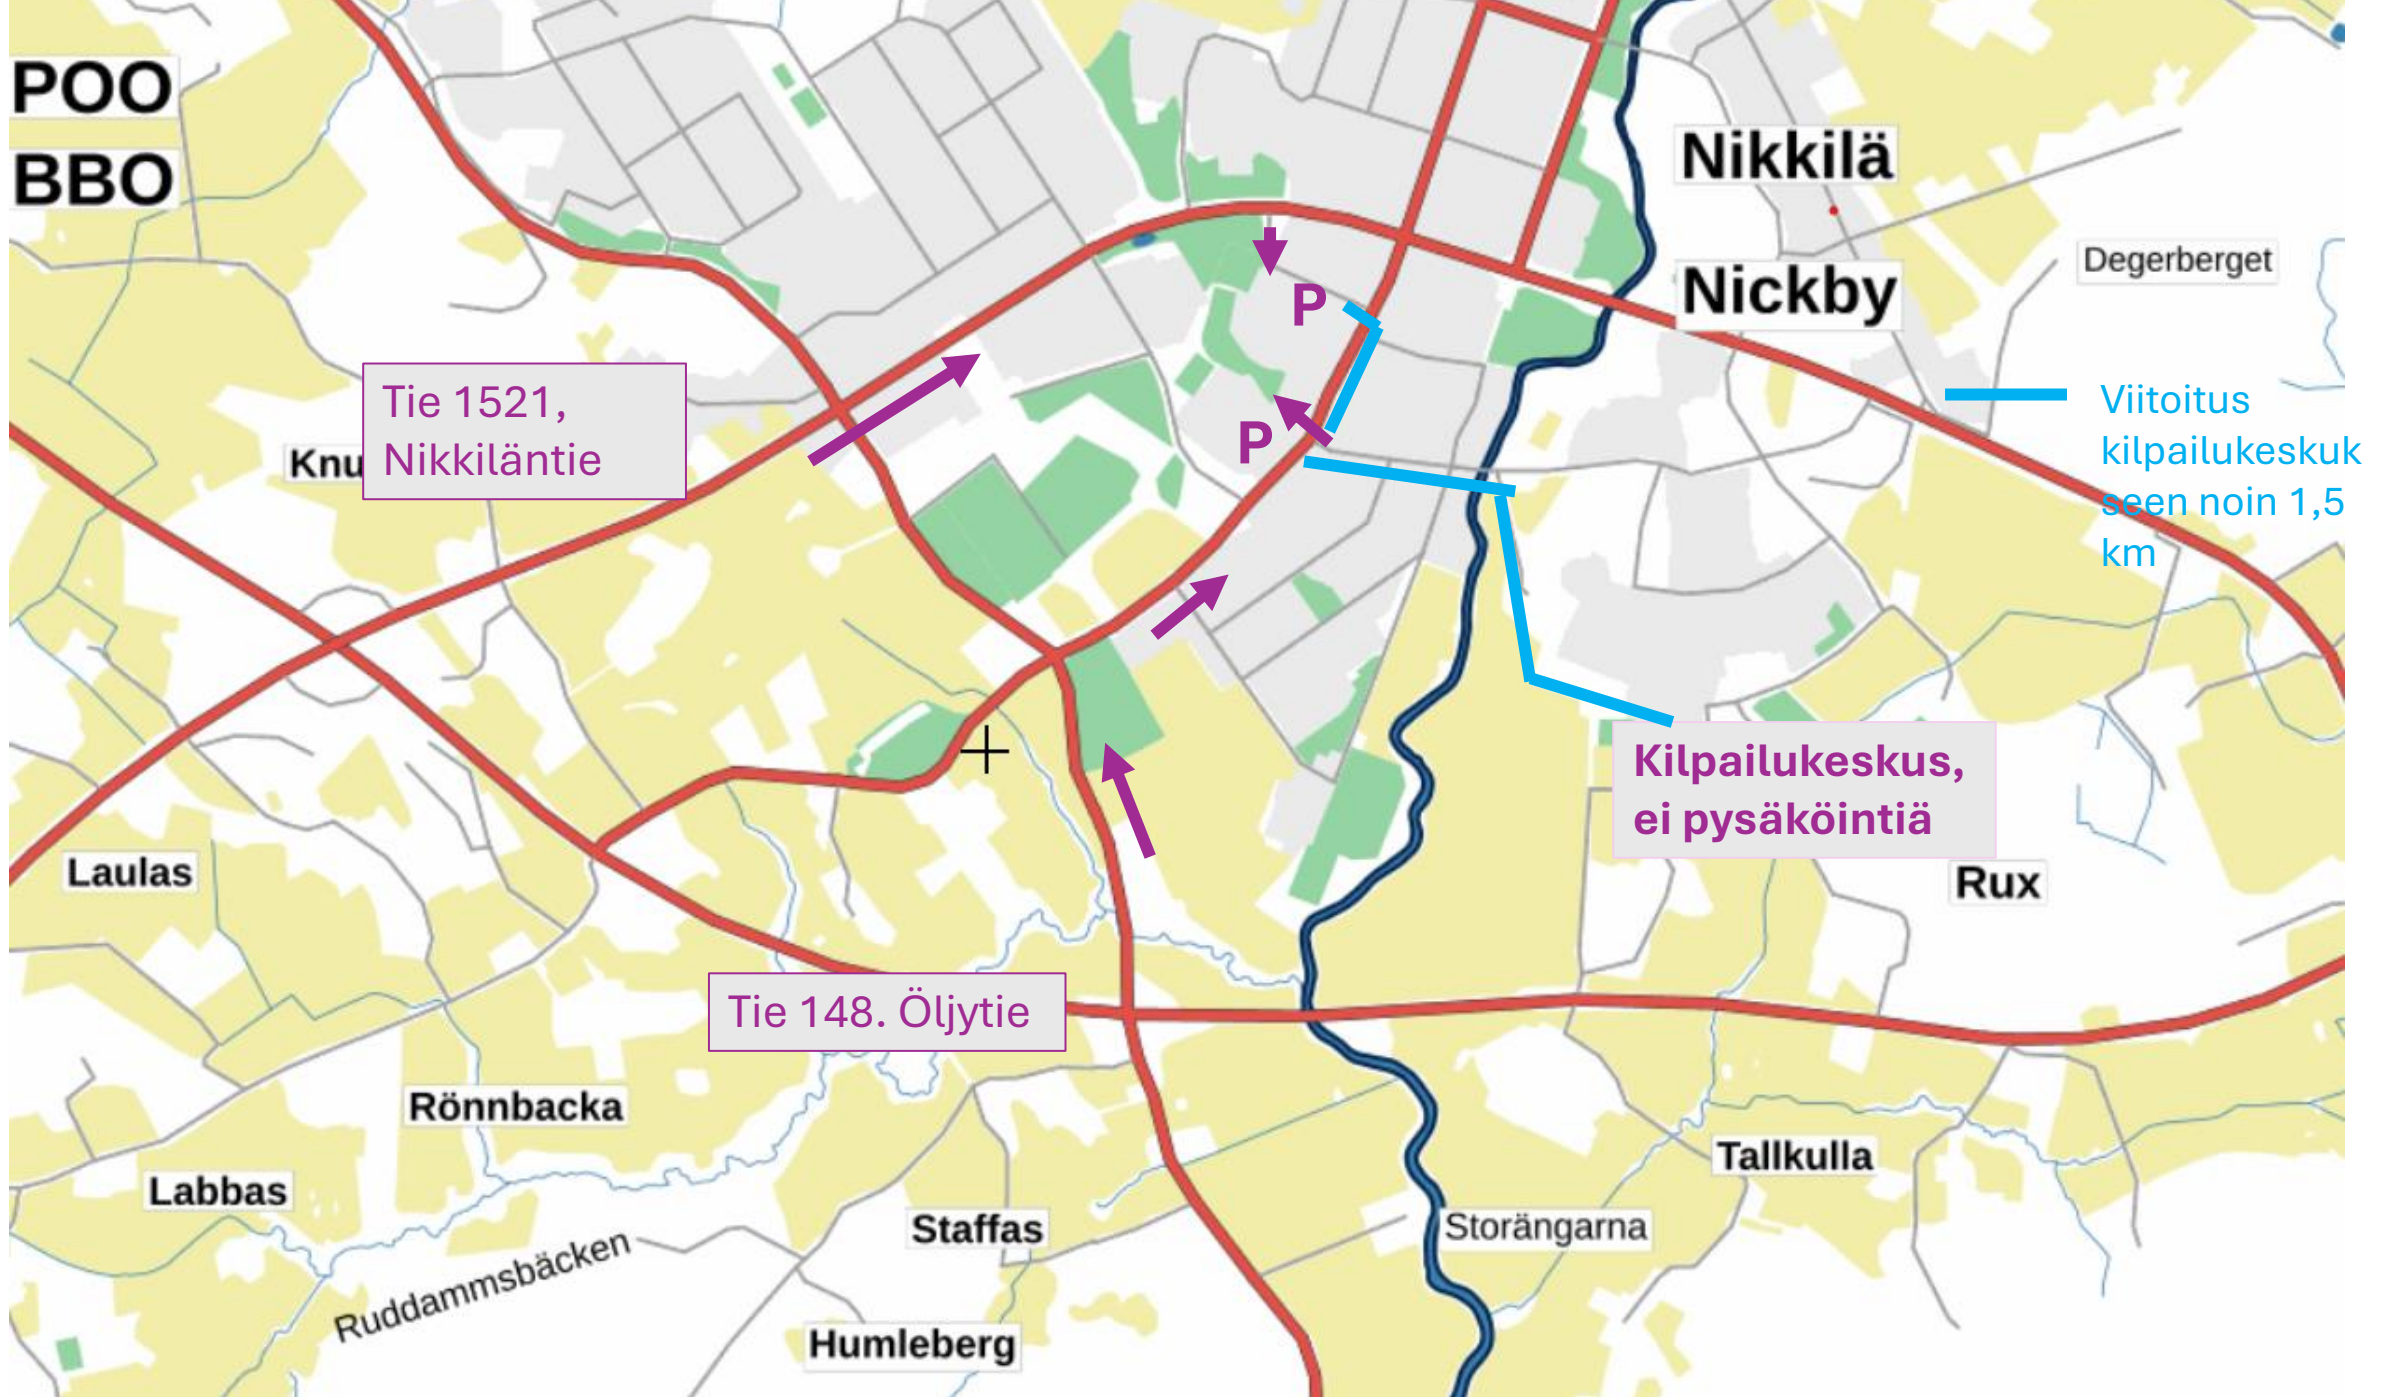 POO
BBO
Nikkilä
Nickby
Degerberget
P
P
Tie 1521,
Nikkiläntie
Knu
Viitoitus
kilpailukeskuk
seen noin 1,5
km
Kilpailukeskus,
ei pysäköintiä
Laulas
Rux
Tie 148. Öljytie
Rönnbacka
Labbas
Tallkulla
Staffas
Storängarna
Ruddammsbäcken
Humleberg